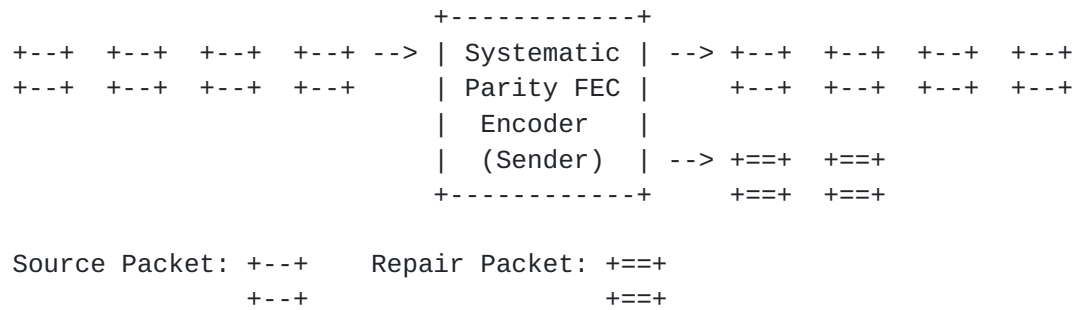 +------------+
+--+  +--+  +--+  +--+ --> | Systematic | --> +--+  +--+  +--+  +--+
+--+  +--+  +--+  +--+     | Parity FEC |     +--+  +--+  +--+  +--+
                           |  Encoder   |
                           |  (Sender)  | --> +==+  +==+
                           +------------+     +==+  +==+

Source Packet: +--+    Repair Packet: +==+
               +--+                   +==+